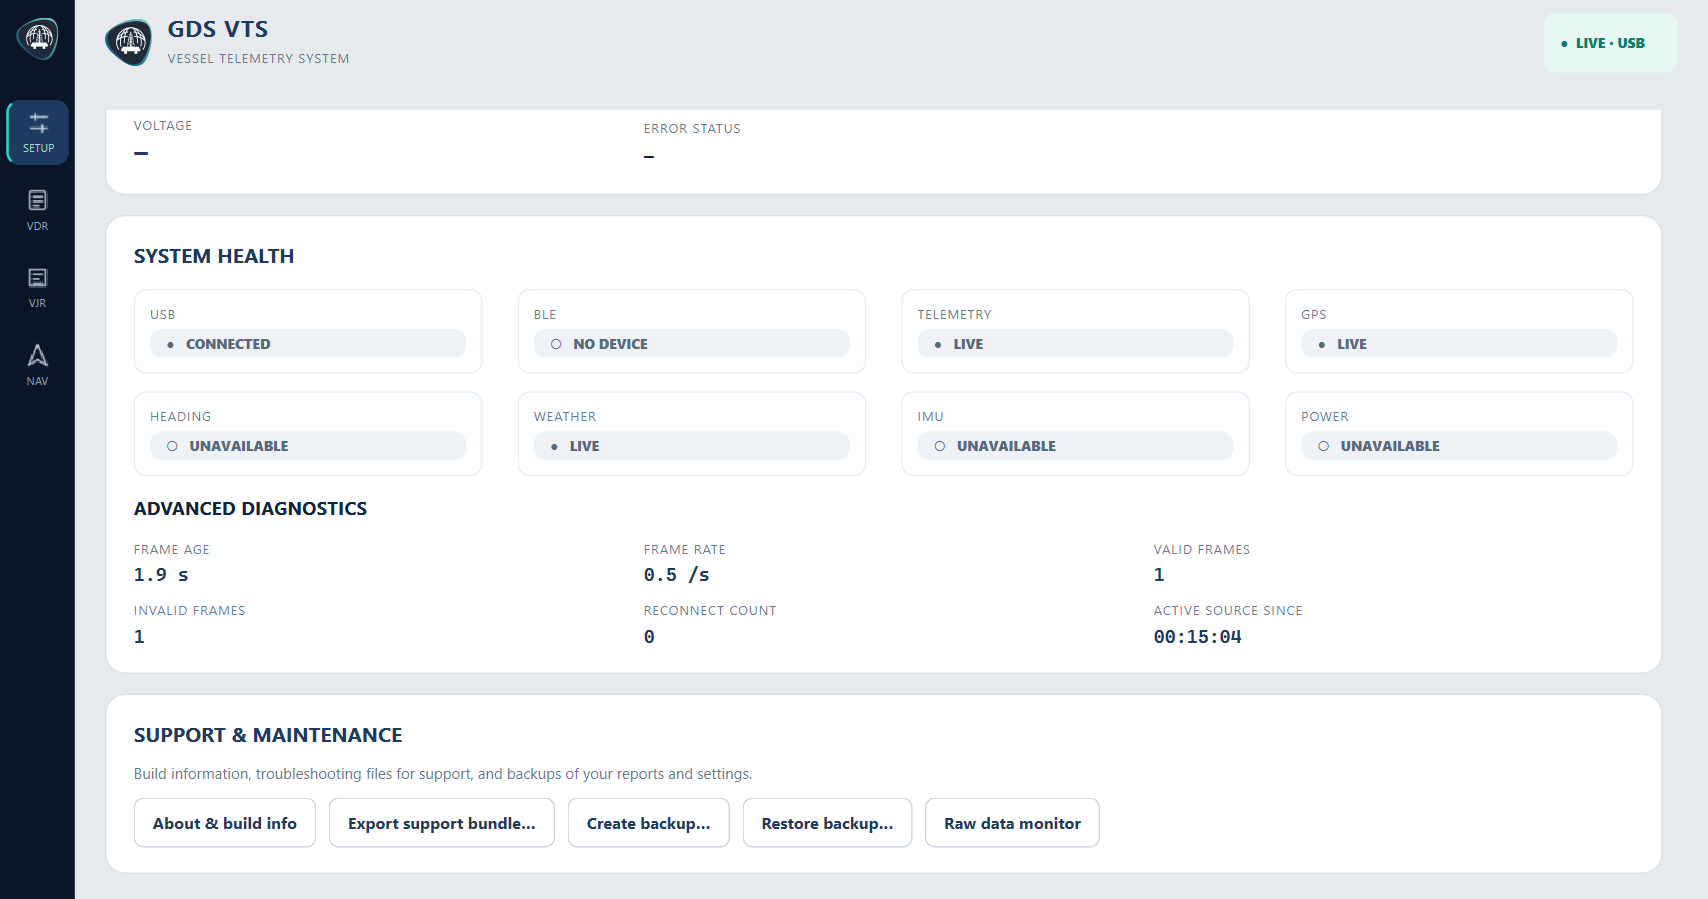 GDS VTS
VESSEL TELEMETRY SYSTEM
● LIVE · USB
SETUP
VDR
VJR
NAV
VOLTAGE
—
ERROR STATUS
–
SYSTEM HEALTH
USB
● CONNECTED
BLE
○ NO DEVICE
TELEMETRY
● LIVE
GPS
● LIVE
HEADING
○ UNAVAILABLE
WEATHER
● LIVE
IMU
○ UNAVAILABLE
POWER
○ UNAVAILABLE
ADVANCED DIAGNOSTICS
FRAME AGE
1.9 s
FRAME RATE
0.5 /s
VALID FRAMES
1
INVALID FRAMES
1
RECONNECT COUNT
0
ACTIVE SOURCE SINCE
00:15:04
SUPPORT & MAINTENANCE
Build information, troubleshooting files for support, and backups of your reports and settings.
About & build info
Export support bundle...
Create backup...
Restore backup...
Raw data monitor